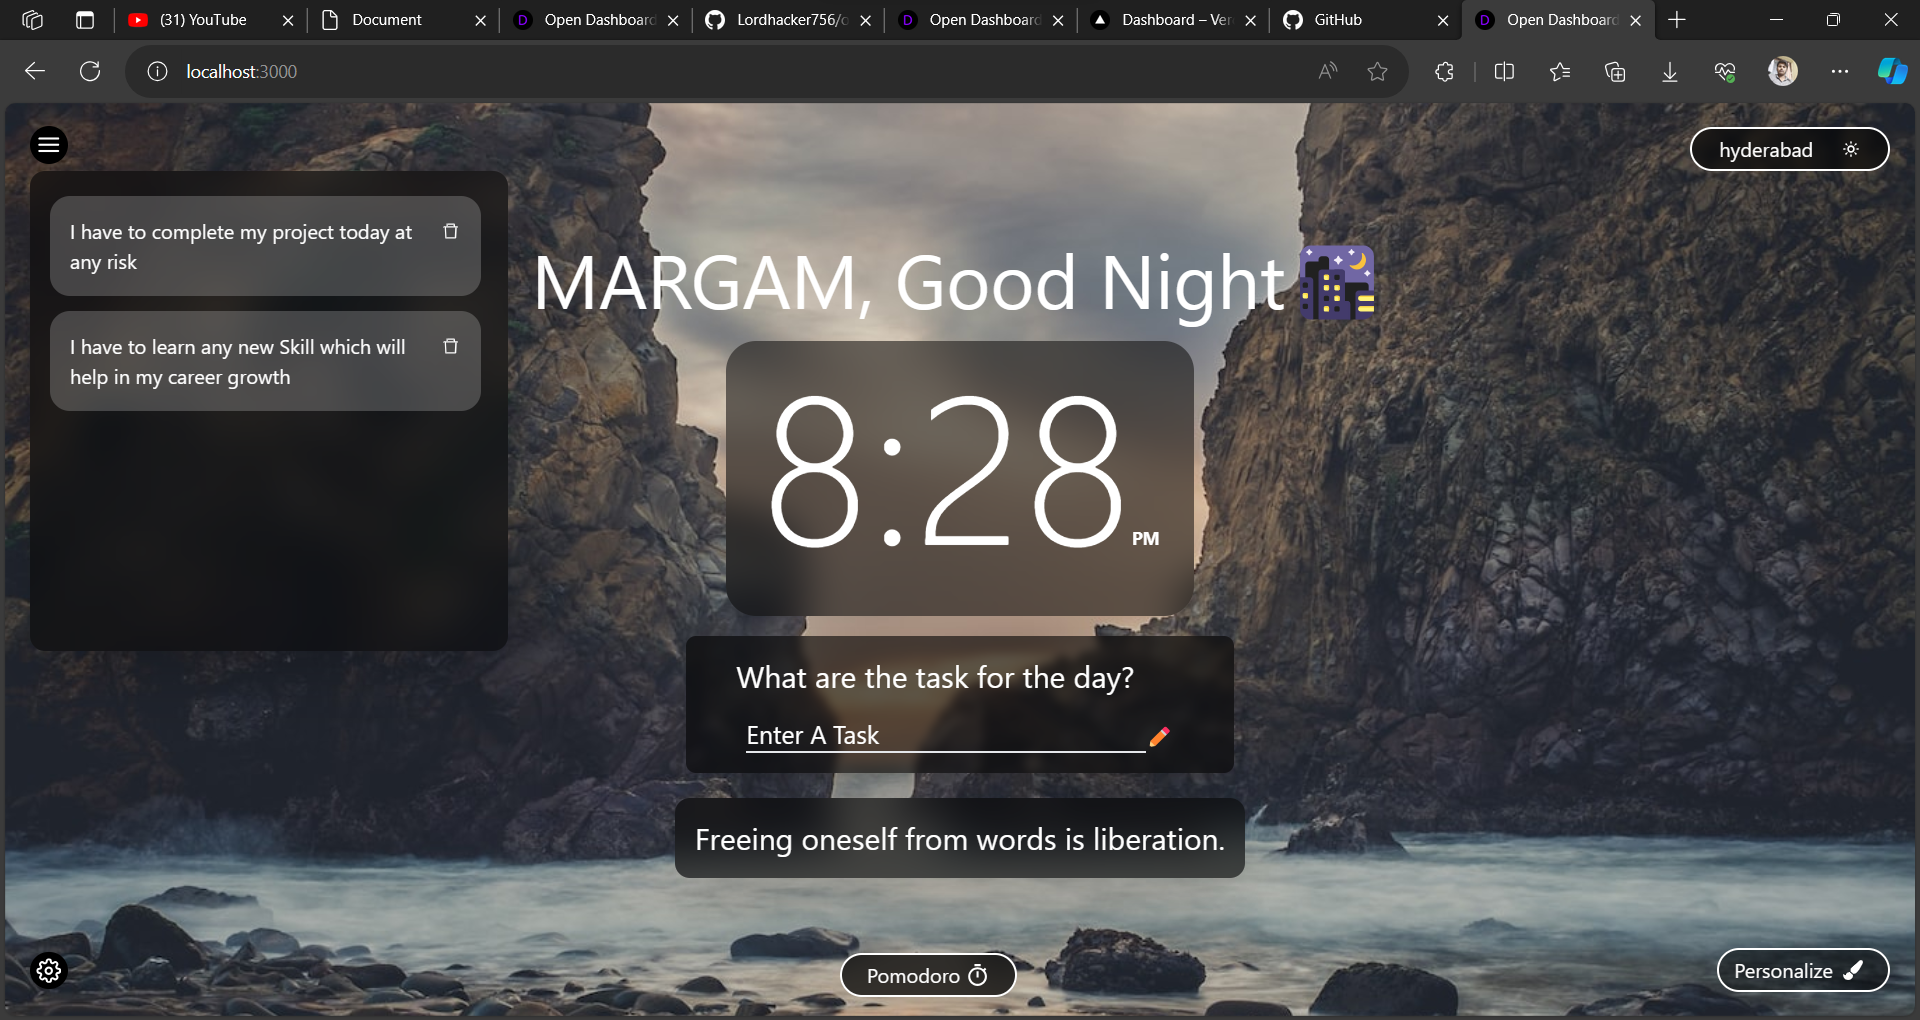 (31) YouTube
Document
Open Dashboard
Lordhacker756/o
Open Dashboard
Dashboard – Ver
GitHub
Open Dashboard
localhost:3000
hyderabad
I have to complete my project today at
any risk
I have to learn any new Skill which will
help in my career growth
MARGAM, Good Night
8:28
PM
What are the task for the day?
Enter A Task
Freeing oneself from words is liberation.
Pomodoro
Personalize